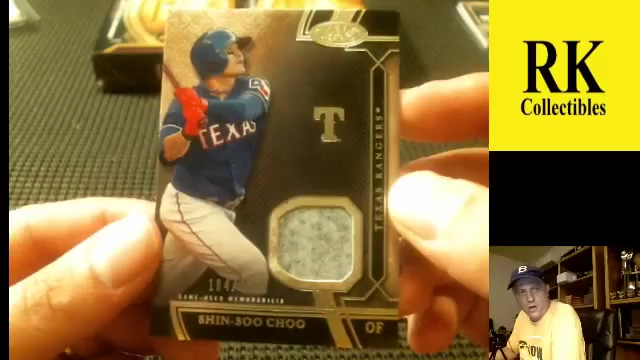 RK
Collectibles
TEXAS
T
TEXAS RANGERS
GAME-USED MEMORABILIA
SHIN-SOO CHOO
OF
B